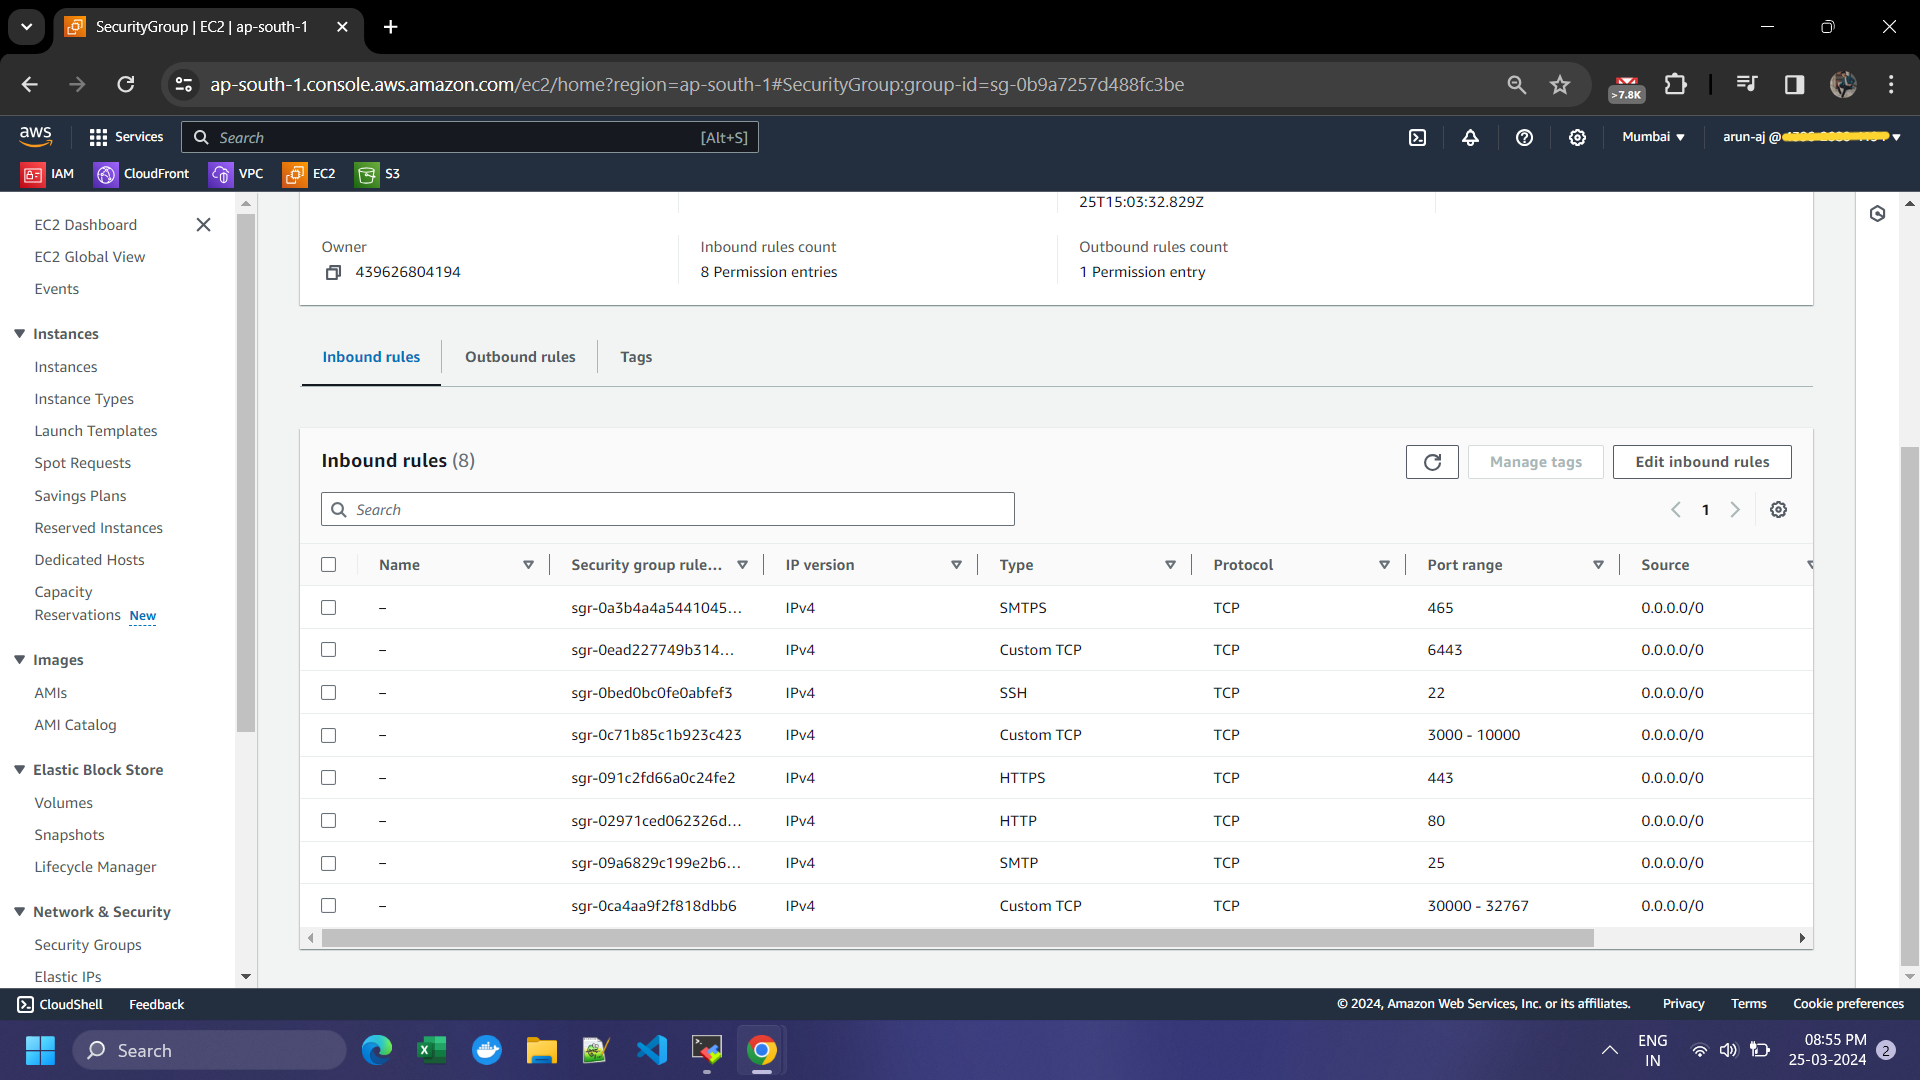 SecurityGroup | EC2 | ap-south-1
ap-south-1.console.aws.amazon.com/ec2/home?region=ap-south-1#SecurityGroup:group-id=sg-0b9a7257d488fc3be
>7.8K
aws
Services
Search
[Alt+S]
Mumbai
arun-aj @
IAM
CloudFront
VPC
EC2
S3
EC2 Dashboard
EC2 Global View
Events
Instances
Instances
Instance Types
Launch Templates
Spot Requests
Savings Plans
Reserved Instances
Dedicated Hosts
Capacity
Reservations New
Images
AMIs
AMI Catalog
Elastic Block Store
Volumes
Snapshots
Lifecycle Manager
Network & Security
Security Groups
Elastic IPs
25T15:03:32.829Z
Owner
439626804194
Inbound rules count
8 Permission entries
Outbound rules count
1 Permission entry
Inbound rules
Outbound rules
Tags
Inbound rules (8)
Manage tags
Edit inbound rules
Search
1
Name Security group rule... IP version Type Protocol Port range Source
– sgr-0a3b4a4a5441045... IPv4 SMTPS TCP 465 0.0.0.0/0
– sgr-0ead227749b314... IPv4 Custom TCP TCP 6443 0.0.0.0/0
– sgr-0bed0bc0fe0abfef3 IPv4 SSH TCP 22 0.0.0.0/0
– sgr-0c71b85c1b923c423 IPv4 Custom TCP TCP 3000 - 10000 0.0.0.0/0
– sgr-091c2fd66a0c24fe2 IPv4 HTTPS TCP 443 0.0.0.0/0
– sgr-02971ced062326d... IPv4 HTTP TCP 80 0.0.0.0/0
– sgr-09a6829c199e2b6... IPv4 SMTP TCP 25 0.0.0.0/0
– sgr-0ca4aa9f2f818dbb6 IPv4 Custom TCP TCP 30000 - 32767 0.0.0.0/0
CloudShell
Feedback
© 2024, Amazon Web Services, Inc. or its affiliates.
Privacy
Terms
Cookie preferences
Search
ENG
IN
08:55 PM
25-03-2024
2